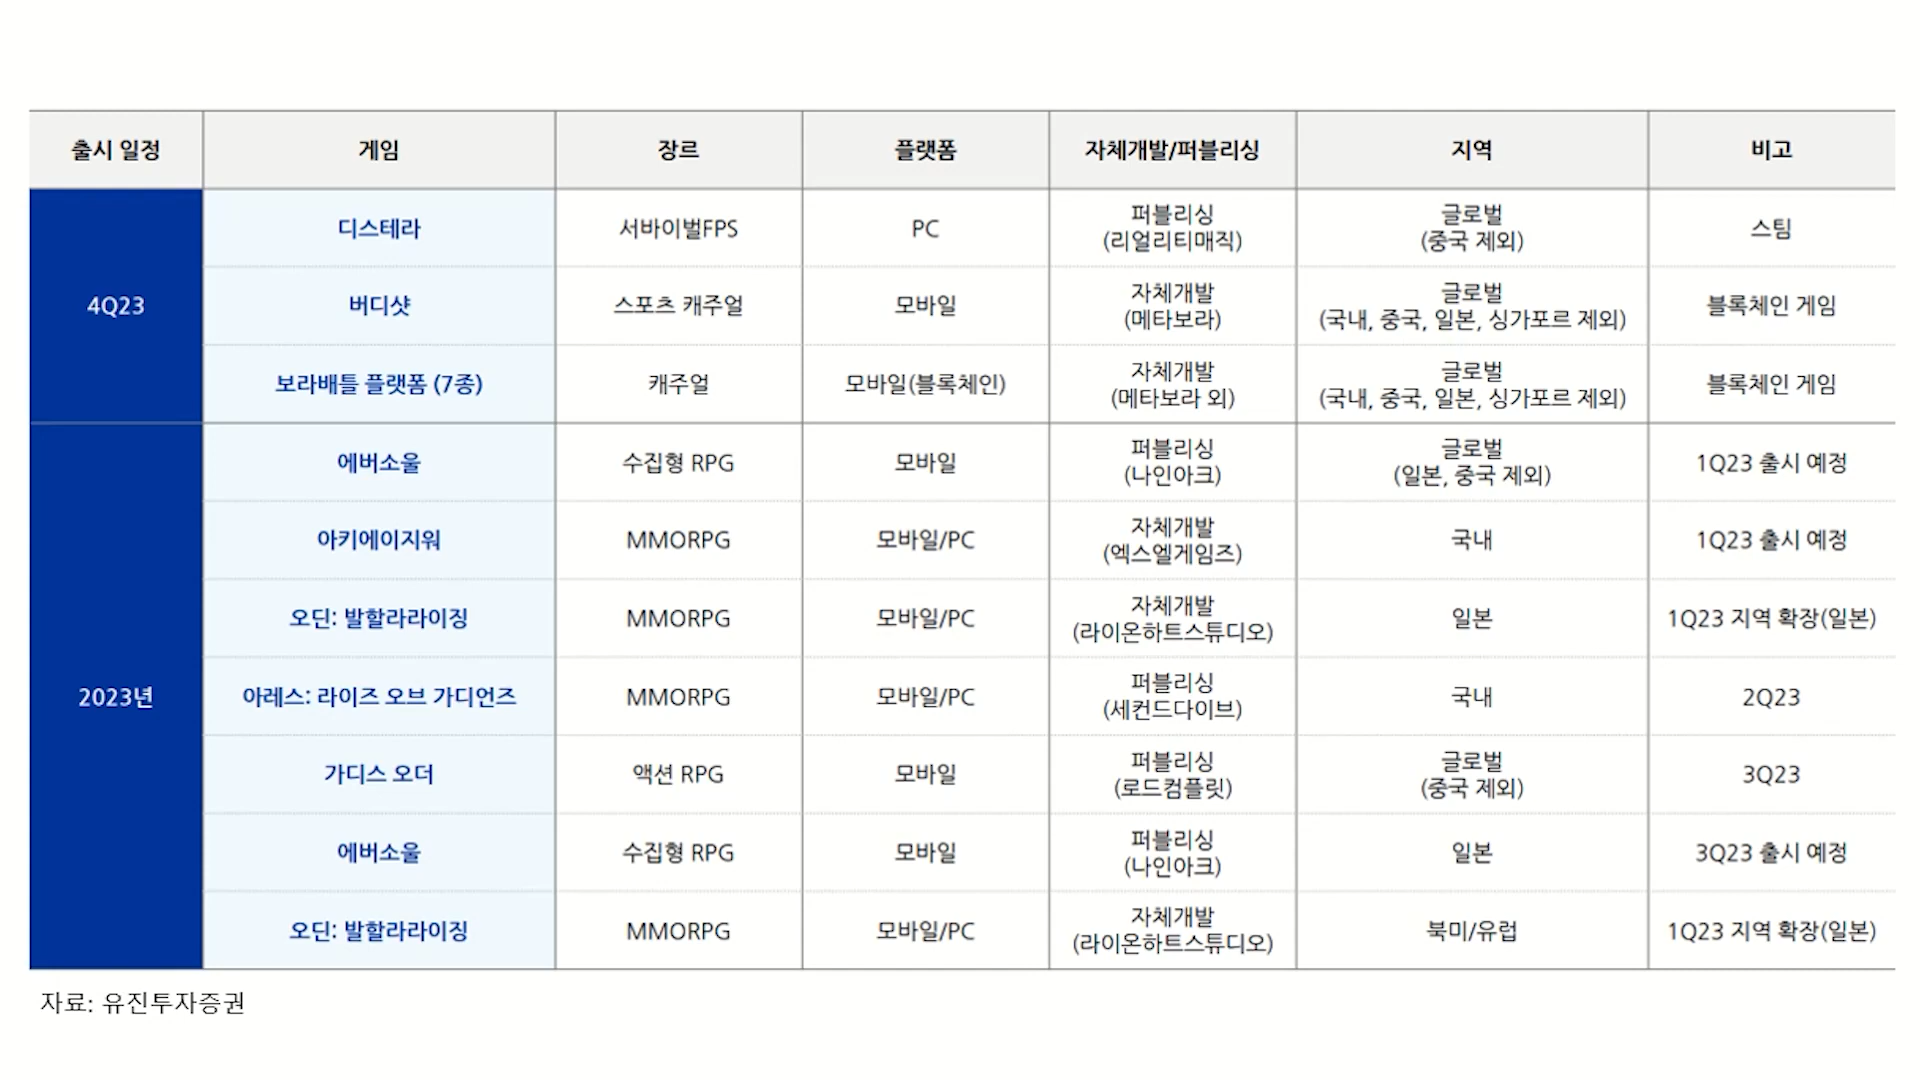 출시 일정 게임 장르 플랫폼 자체개발/퍼블리싱 지역 비고
4Q23
디스테라 서바이벌FPS PC 퍼블리싱 글로벌 스팀
(리얼리티매직) (중국 제외)
버디샷 스포츠 캐주얼 모바일 자체개발 글로벌 블록체인 게임
(메타보라) (국내, 중국, 일본, 싱가포르 제외)
보라배틀 플랫폼 (7종) 캐주얼 모바일(블록체인) 자체개발 글로벌 블록체인 게임
(메타보라 외) (국내, 중국, 일본, 싱가포르 제외)
2023년
에버소울 수집형 RPG 모바일 퍼블리싱 글로벌 1Q23 출시 예정
(나인아크) (일본, 중국 제외)
아키에이지워 MMORPG 모바일/PC 자체개발 국내 1Q23 출시 예정
(엑스엘게임즈)
오딘: 발할라라이징 MMORPG 모바일/PC 자체개발 일본 1Q23 지역 확장(일본)
(라이온하트스튜디오)
아레스: 라이즈 오브 가디언즈 MMORPG 모바일/PC 퍼블리싱 국내 2Q23
(세컨드다이브)
가디스 오더 액션 RPG 모바일 퍼블리싱 글로벌 3Q23
(로드컴플릿) (중국 제외)
에버소울 수집형 RPG 모바일 퍼블리싱 일본 3Q23 출시 예정
(나인아크)
오딘: 발할라라이징 MMORPG 모바일/PC 자체개발 북미/유럽 1Q23 지역 확장(일본)
(라이온하트스튜디오)
자료: 유진투자증권